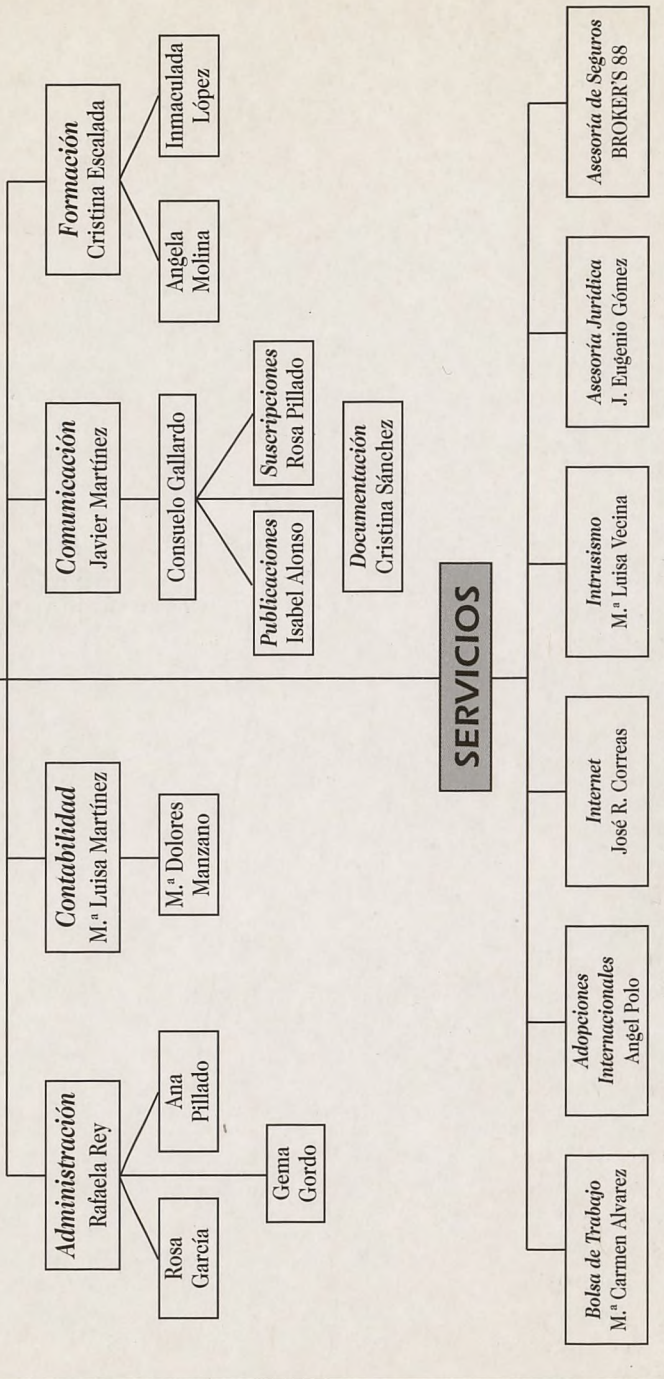 Administración
Rafaela Rey
Rosa
García
Ana
Pillado
Gema
Gordo
Contabilidad
M.ª Luisa Martínez
M.ª Dolores
Manzano
Comunicación
Javier Martínez
Consuelo Gallardo
Publicaciones
Isabel Alonso
Suscripciones
Rosa Pillado
Documentación
Cristina Sánchez
Formación
Cristina Escalada
Angela
Molina
Inmaculada
López
SERVICIOS
Bolsa de Trabajo
M.ª Carmen Alvarez
Adopciones
Internacionales
Angel Polo
Internet
José R. Correas
Intrusismo
M.ª Luisa Vecina
Asesoría Jurídica
J. Eugenio Gómez
Asesoría de Seguros
BROKER'S 88